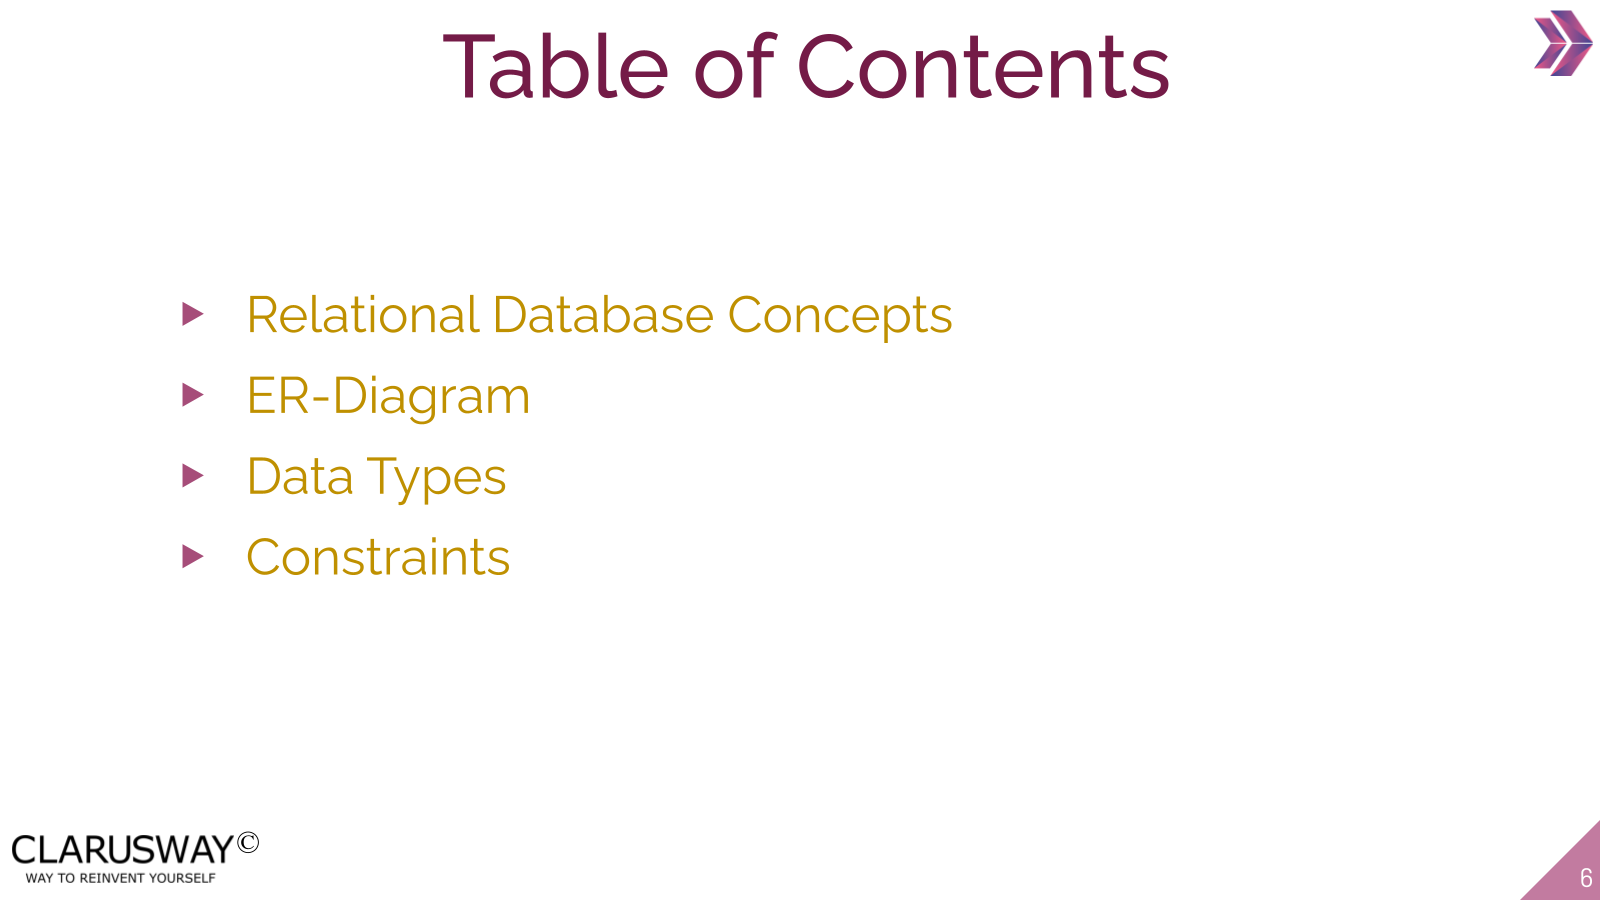 Table of Contents
Relational Database Concepts
ER-Diagram
Data Types
Constraints
CLARUSWAY©
WAY TO REINVENT YOURSELF
6